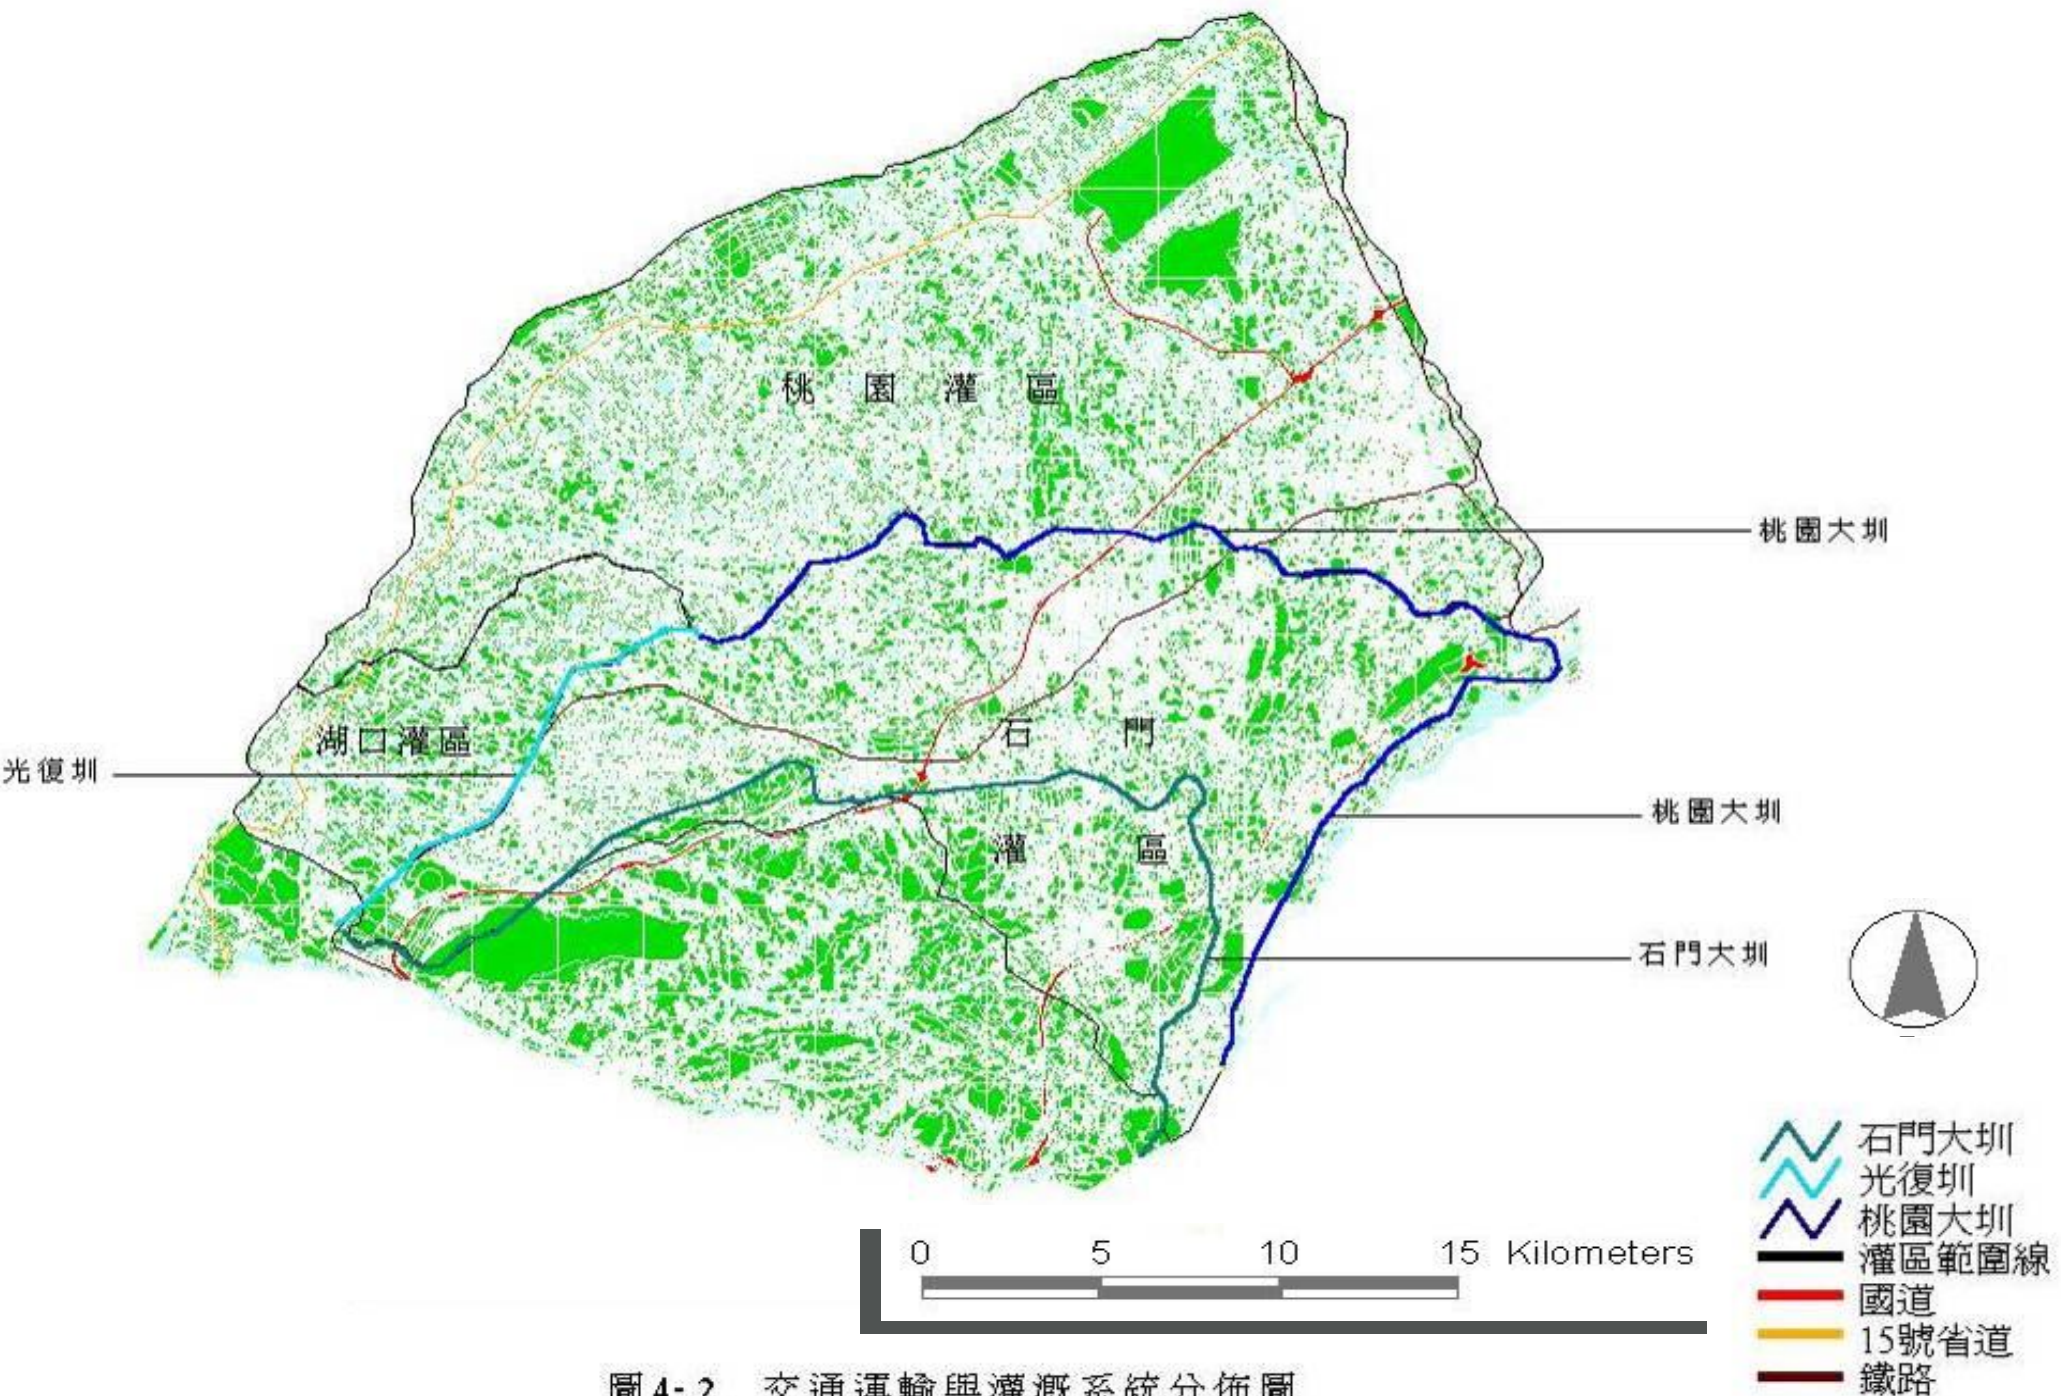 桃園灌區
桃園大圳
湖口灌區
石門
光復圳
桃園大圳
灌區
石門大圳
石門大圳
光復圳
桃園大圳
灌區範圍線
國道
15號省道
鐵路
0 5 10 15 Kilometers
圖4-2 交通運輸與灌溉系統分佈圖